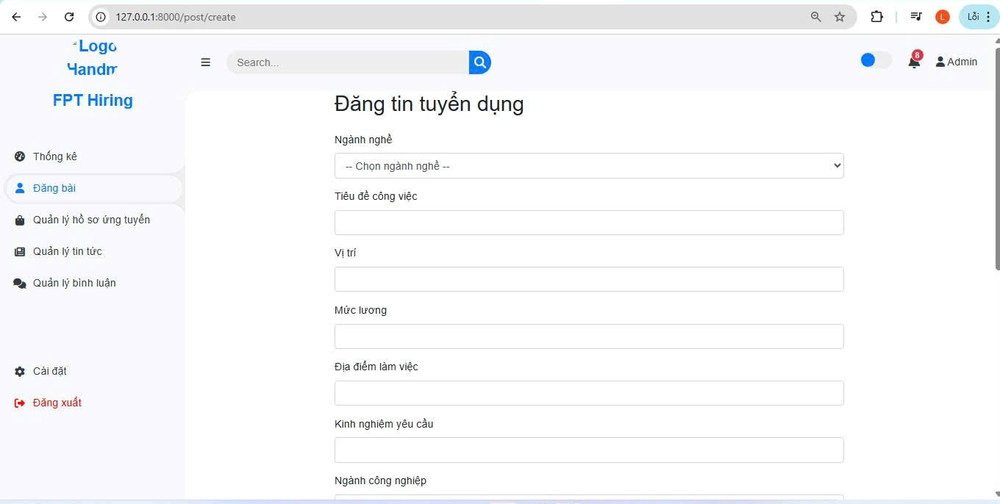 127.0.0.1:8000/post/create
L
Lỗi
Logo
Handm
FPT Hiring
Search...
8
Admin
Thống kê
Đăng bài
Quản lý hồ sơ ứng tuyển
Quản lý tin tức
Quản lý bình luận
Cài đặt
Đăng xuất
Đăng tin tuyển dụng
Ngành nghề
-- Chọn ngành nghề --
Tiêu đề công việc
Vị trí
Mức lương
Địa điểm làm việc
Kinh nghiệm yêu cầu
Ngành công nghiệp